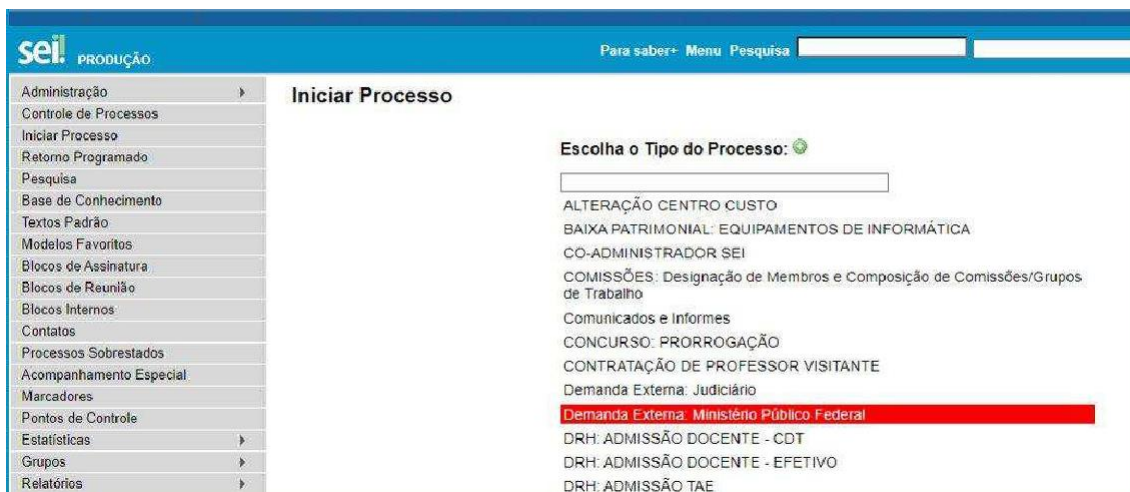 sei! PRODUÇÃO
Para saber+ Menu Pesquisa
Administração
Controle de Processos
Iniciar Processo
Retorno Programado
Pesquisa
Base de Conhecimento
Textos Padrão
Modelos Favoritos
Blocos de Assinatura
Blocos de Reunião
Blocos Internos
Contatos
Processos Sobrestados
Acompanhamento Especial
Marcadores
Pontos de Controle
Estatísticas
Grupos
Relatórios
Iniciar Processo
Escolha o Tipo do Processo:
ALTERAÇÃO CENTRO CUSTO
BAIXA PATRIMONIAL: EQUIPAMENTOS DE INFORMÁTICA
CO-ADMINISTRADOR SEI
COMISSÕES: Designação de Membros e Composição de Comissões/Grupos
de Trabalho
Comunicados e Informes
CONCURSO: PRORROGAÇÃO
CONTRATAÇÃO DE PROFESSOR VISITANTE
Demanda Externa: Judiciário
Demanda Externa: Ministério Público Federal
DRH: ADMISSÃO DOCENTE - CDT
DRH: ADMISSÃO DOCENTE - EFETIVO
DRH: ADMISSÃO TAE